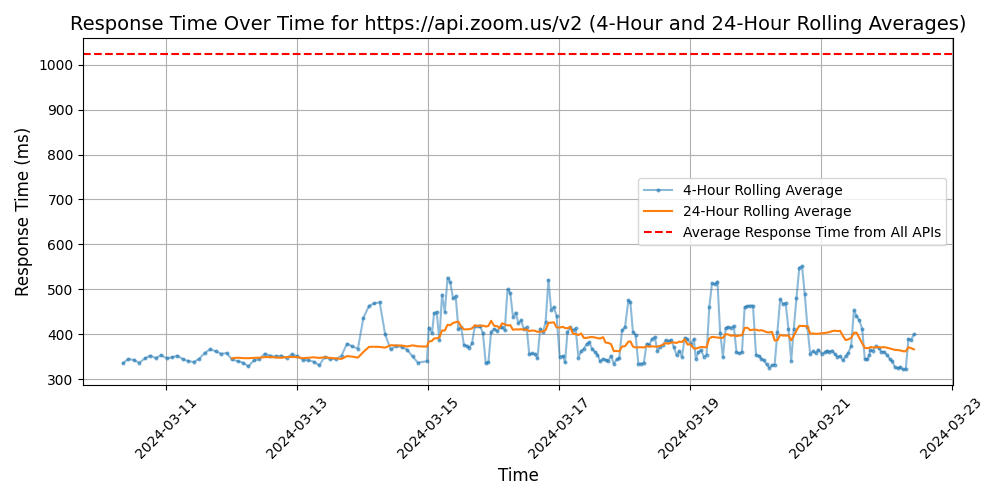 Response Time Over Time for https://api.zoom.us/v2 (4-Hour and 24-Hour Rolling Averages)
Response Time (ms)
1000
900
800
700
600
500
400
300
4-Hour Rolling Average
24-Hour Rolling Average
Average Response Time from All APIs
2024-03-11
2024-03-13
2024-03-15
2024-03-17
2024-03-19
2024-03-21
2024-03-23
Time